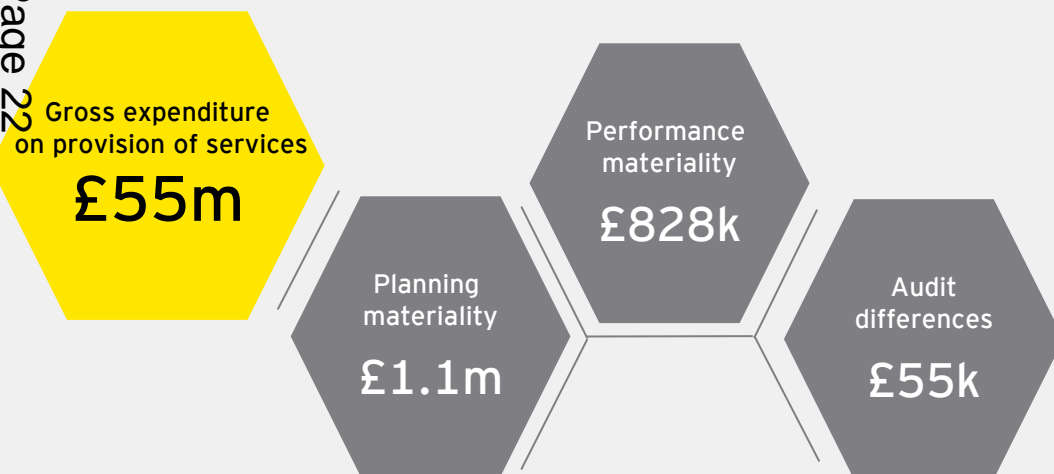 Page 22
Gross expenditure
on provision of services
£55m
Planning
materiality
£1.1m
Performance
materiality
£828k
Audit
differences
£55k